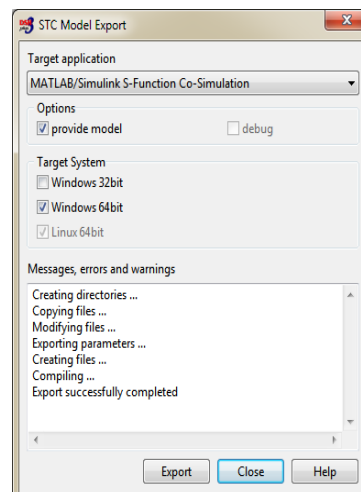 STC Model Export
Target application
MATLAB/Simulink S-Function Co-Simulation
Options
provide model
debug
Target System
Windows 32bit
Windows 64bit
Linux 64bit
Messages, errors and warnings
Creating directories ...
Copying files ...
Modifying files ...
Exporting parameters ...
Creating files ...
Compiling ...
Export successfully completed
Export
Close
Help